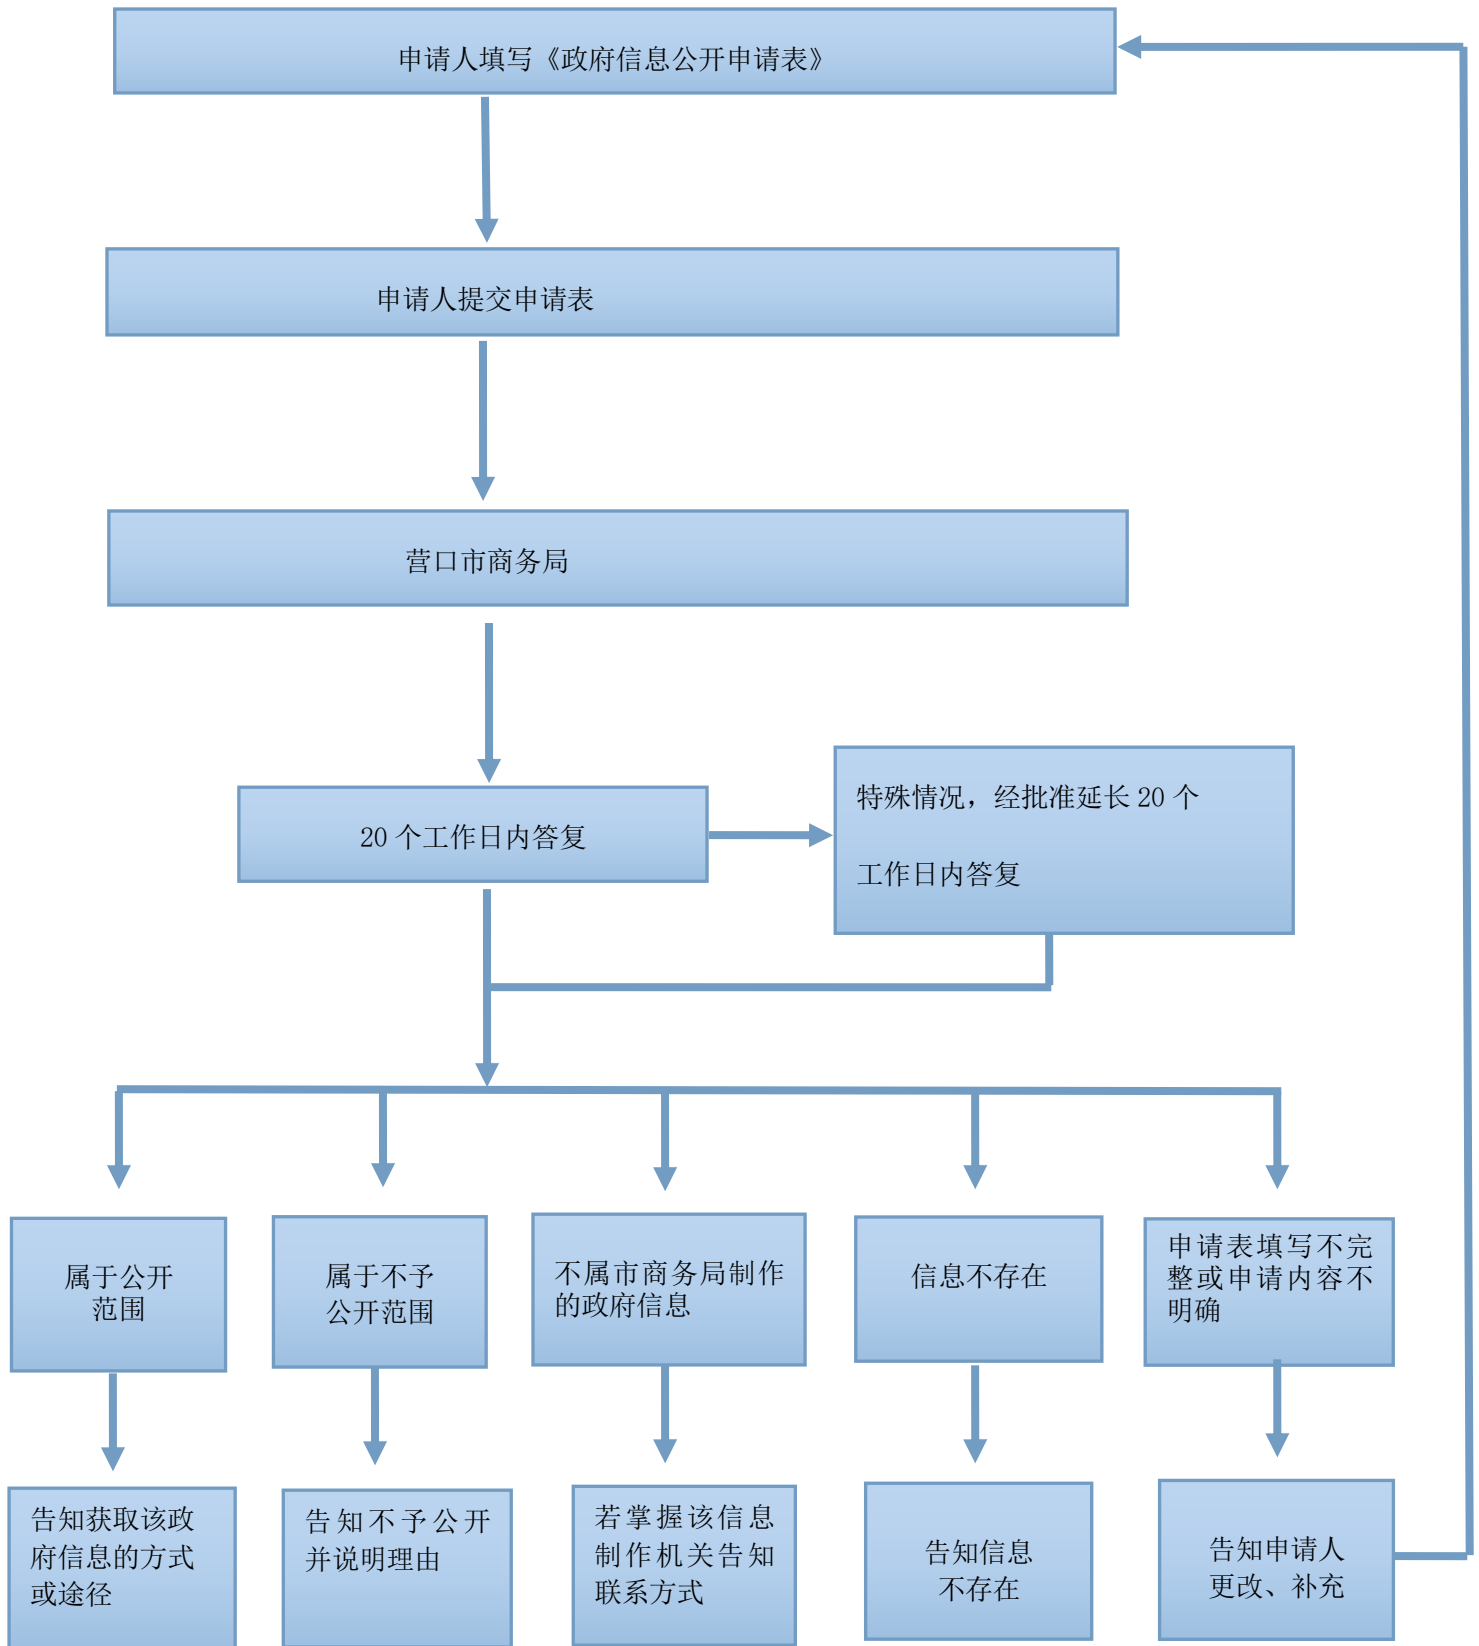 申请人填写《政府信息公开申请表》
申请人提交申请表
营口市商务局
20个工作日内答复
特殊情况，经批准延长20个
工作日内答复
属于公开
范围
属于不予
公开范围
不属市商务局制作
的政府信息
信息不存在
申请表填写不完
整或申请内容不
明确
告知获取该政
府信息的方式
或途径
告知不予公开
并说明理由
若掌握该信息
制作机关告知
联系方式
告知信息
不存在
告知申请人
更改、补充